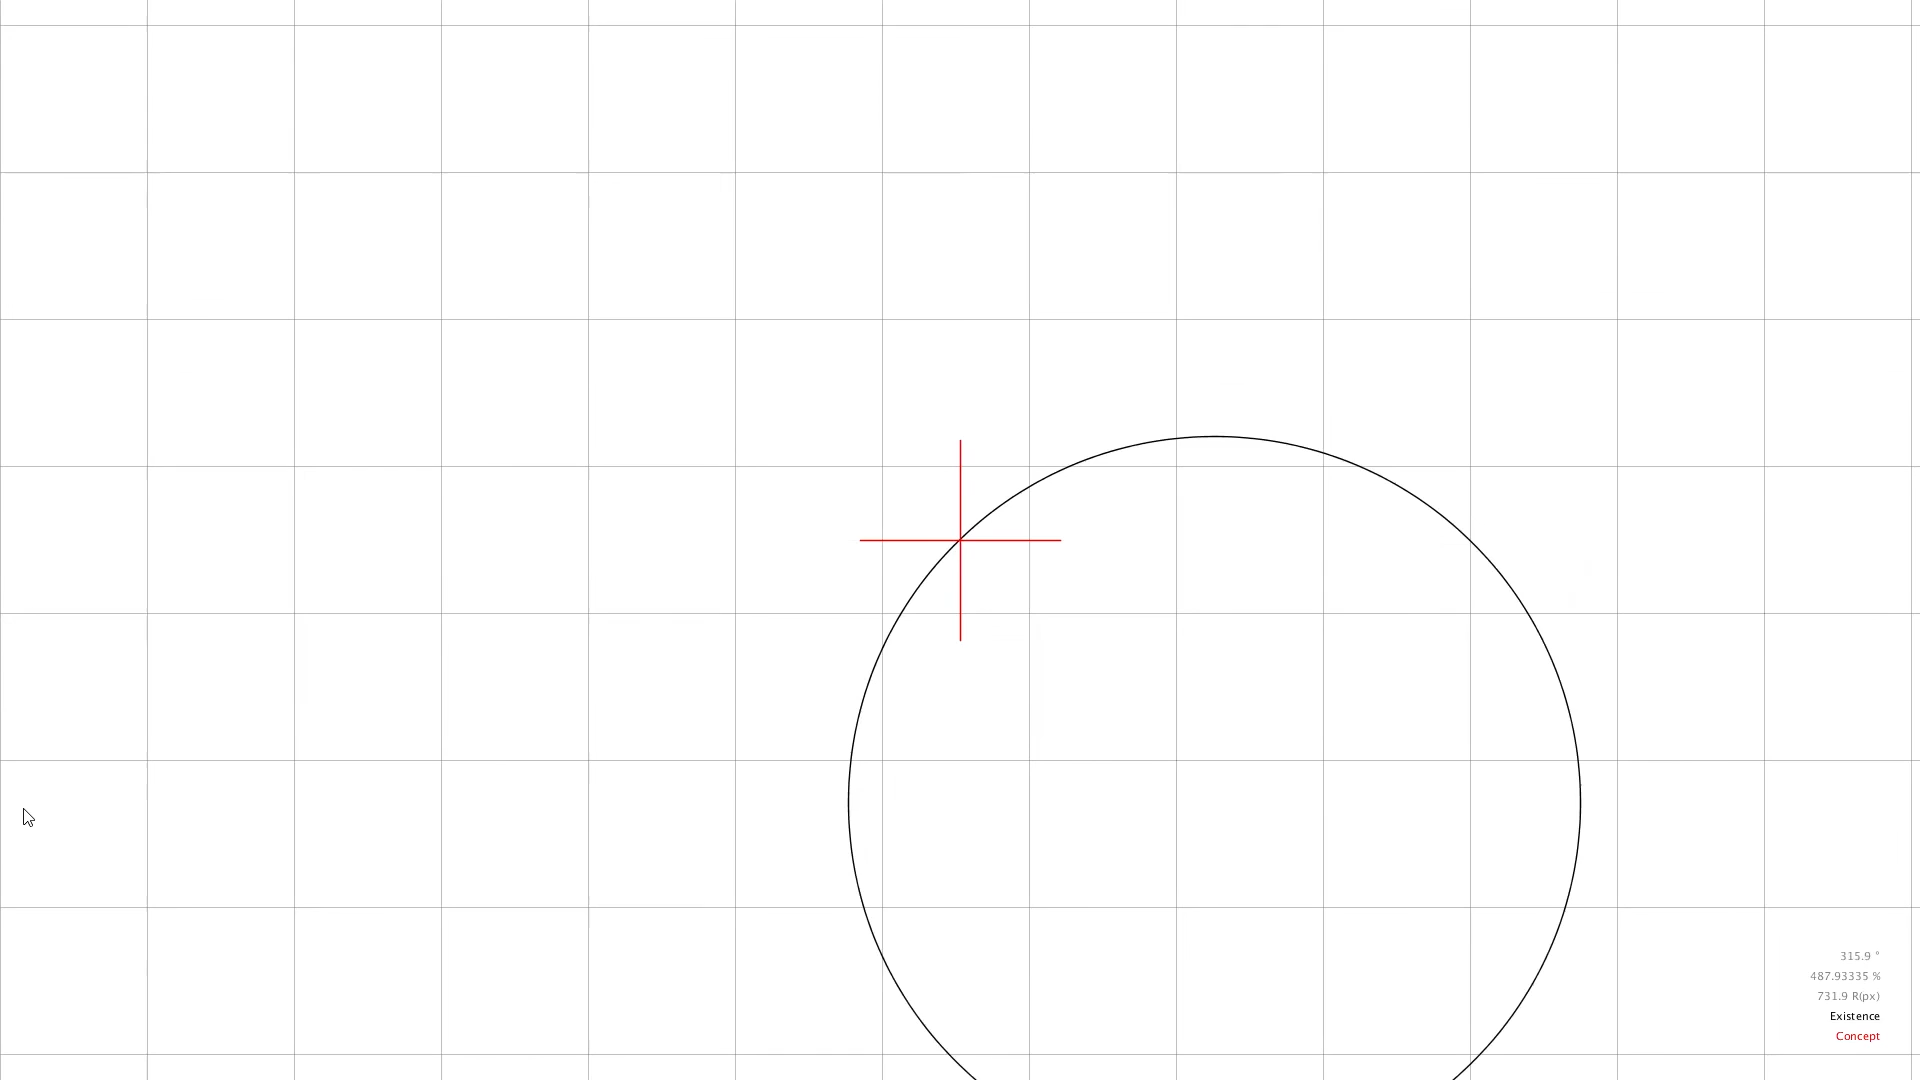 315.9 °
487.93335 %
731.9 R(px)
Existence
Concept